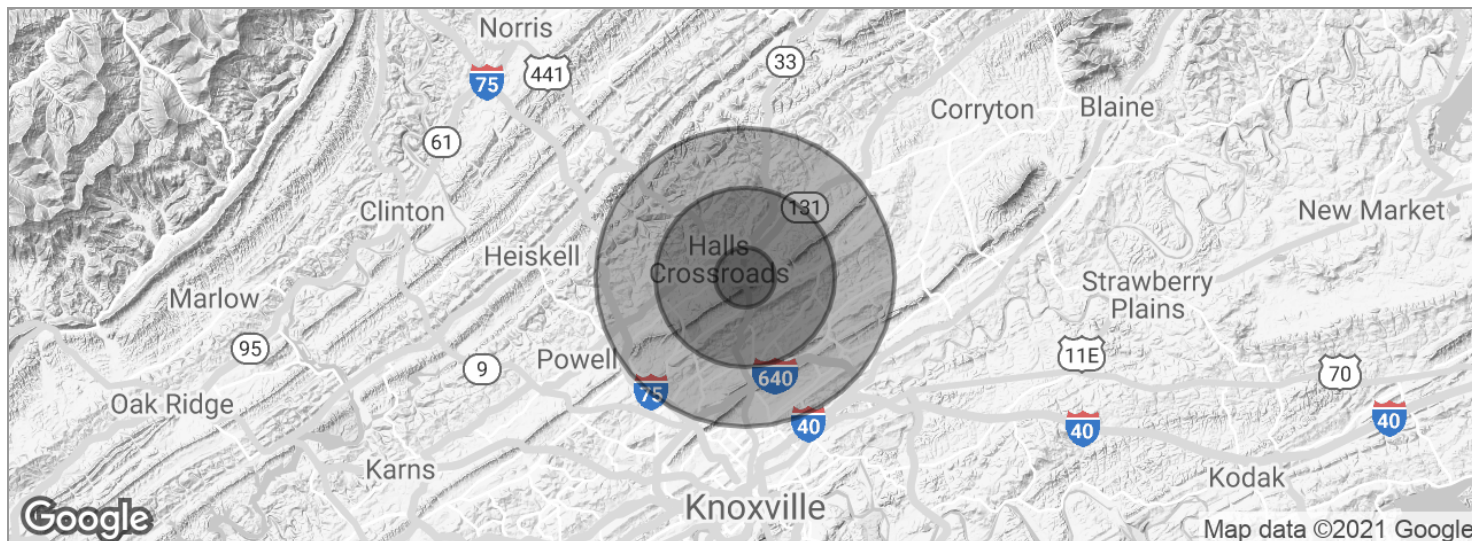 Norris
441
75
33
Corryton
Blaine
61
Clinton
131
New Market
Halls
Crossroads
Heiskell
Strawberry
Plains
Marlow
95
Powell
9
11E
640
70
75
Oak Ridge
40
40
40
Karns
Kodak
Knoxville
Google
Map data ©2021 Google